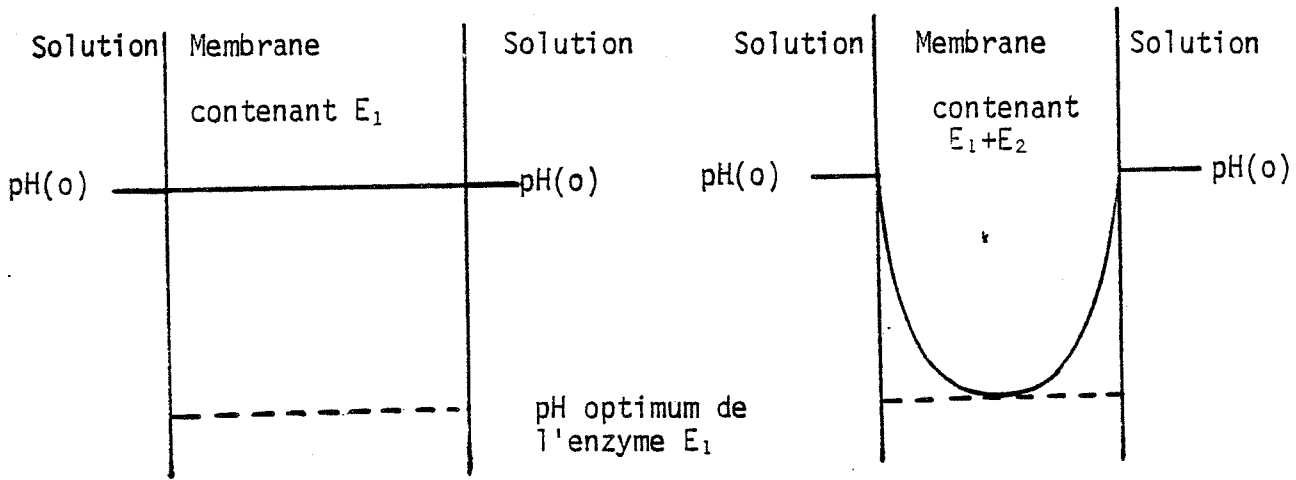 Solution Membrane Solution
contenant E₁
pH(o) pH(o)
pH optimum de
l'enzyme E₁
Solution Membrane Solution
contenant
E₁+E₂
pH(o) pH(o)